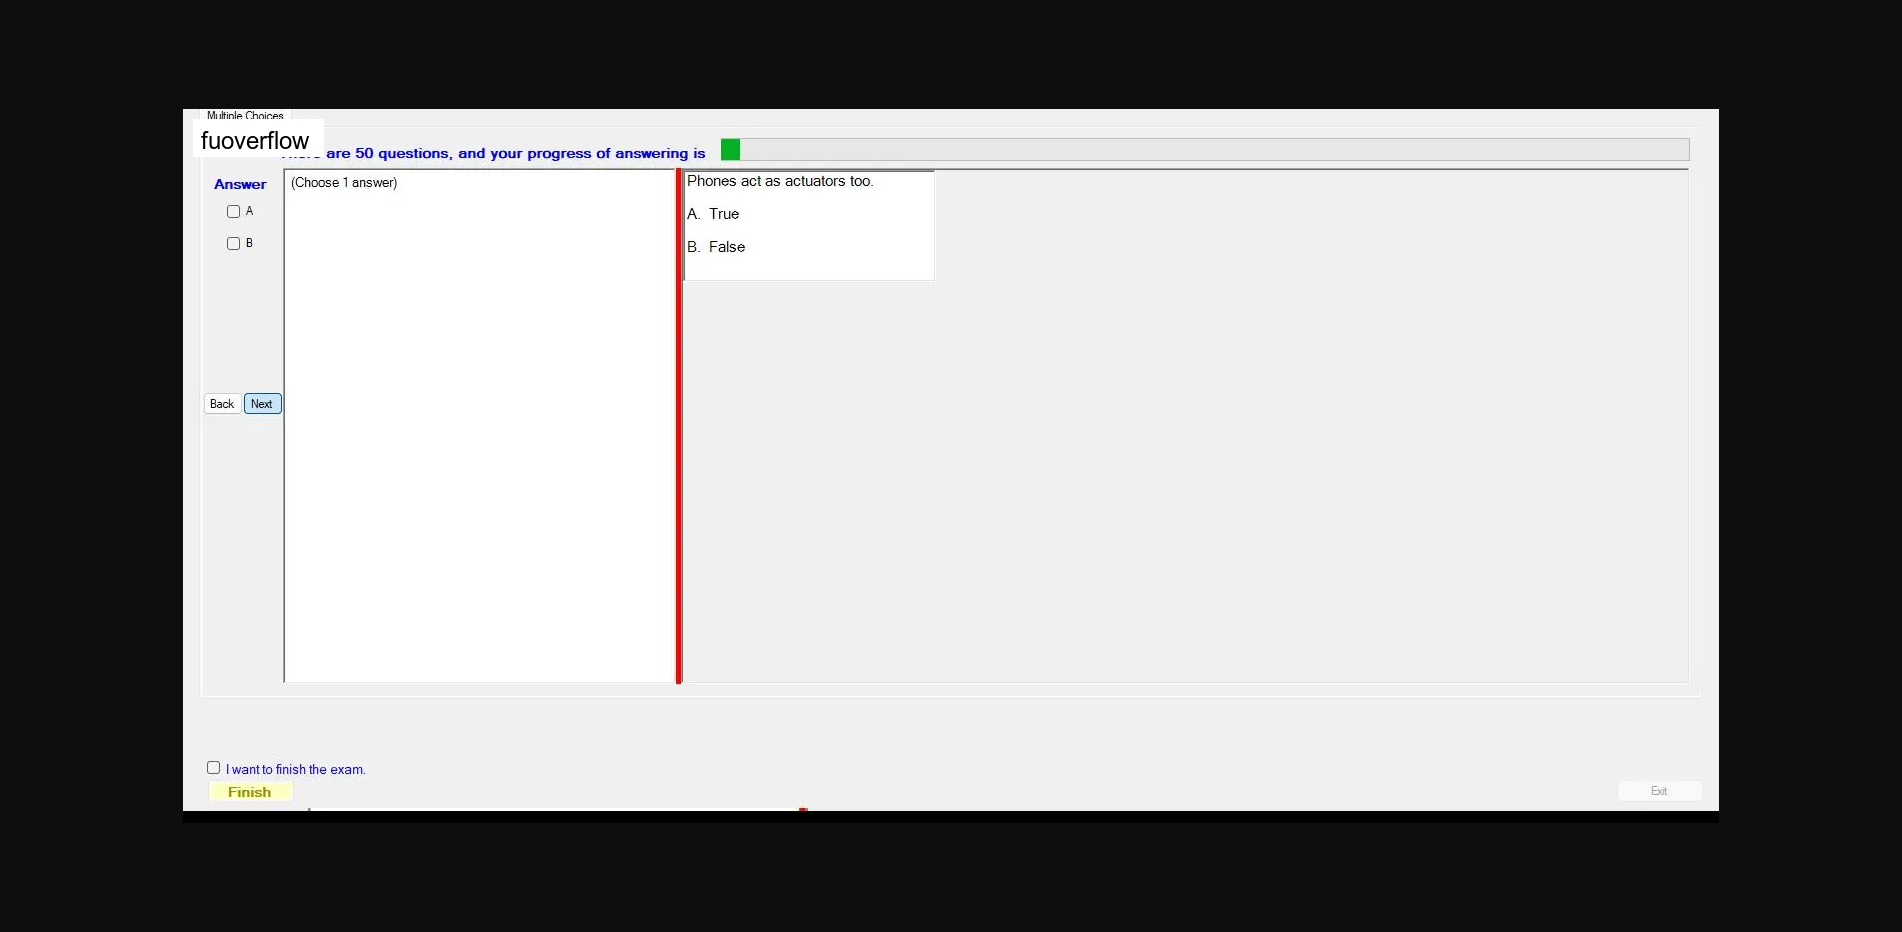 Multiple Choices
fuoverflow
are 50 questions, and your progress of answering is
Answer
(Choose 1 answer)
A
B
Phones act as actuators too.
A. True
B. False
Back Next
I want to finish the exam.
Finish
Exit